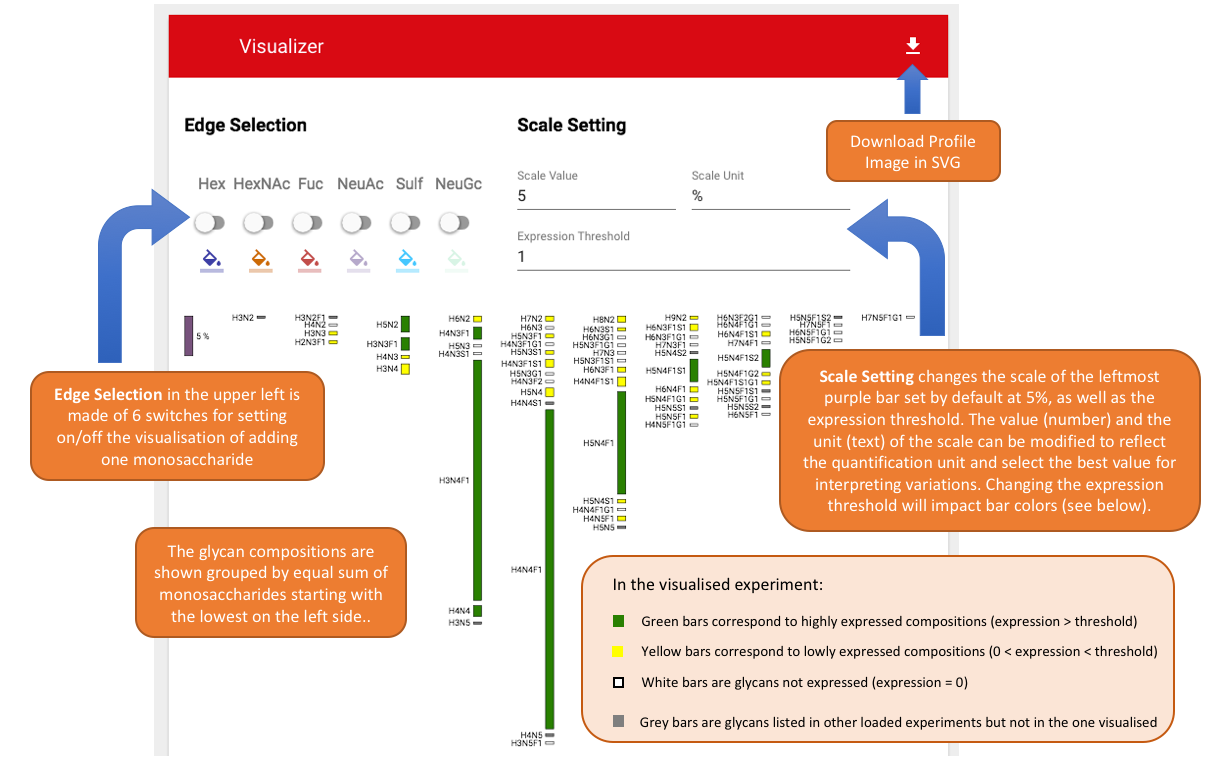 Visualizer
Edge Selection
Scale Setting
Download Profile
Image in SVG
Hex HexNAc Fuc NeuAc Sulf NeuGc
Scale Value
5
Scale Unit
%
Expression Threshold
1
5 %
H3N2
H3N2F1
H4N2
H3N3
H2N3F1
H5N2
H3N3F1
H4N3
H3N4
H6N2
H4N3F1
H5N3
H4N3S1
H3N4F1
H4N4
H3N5
H7N2
H6N3
H5N3F1
H4N3F1G1
H5N3S1
H4N3F1S1
H5N3G1
H4N3F2
H5N4
H4N4S1
H4N4F1
H4N5
H3N5F1
H8N2
H6N3S1
H6N3G1
H5N3F1G1
H7N3
H5N3F1S1
H6N3F1
H4N4F1S1
H5N4F1
H5N4S1
H4N4F1G1
H4N5F1
H5N5
H9N2
H6N3F1S1
H6N3F1G1
H7N3F1
H5N4S2
H5N4F1S1
H6N4F1
H5N4F1G1
H5N5S1
H5N5F1
H4N5F1G1
H6N3F2G1
H6N4F1G1
H6N4F1S1
H7N4F1
H5N4F1S2
H5N4F1G2
H5N4F1S1G1
H5N5F1S1
H5N5F1G1
H5N5S2
H6N5F1
H5N5F1S2
H7N5F1
H6N5F1G1
H5N5F1G2
H7N5F1G1
Edge Selection in the upper left is
made of 6 switches for setting
on/off the visualisation of adding
one monosaccharide
Scale Setting changes the scale of the leftmost
purple bar set by default at 5%, as well as the
expression threshold. The value (number) and the
unit (text) of the scale can be modified to reflect
the quantification unit and select the best value for
interpreting variations. Changing the expression
threshold will impact bar colors (see below).
The glycan compositions are
shown grouped by equal sum of
monosaccharides starting with
the lowest on the left side..
In the visualised experiment:
Green bars correspond to highly expressed compositions (expression > threshold)
Yellow bars correspond to lowly expressed compositions (0 < expression < threshold)
White bars are glycans not expressed (expression = 0)
Grey bars are glycans listed in other loaded experiments but not in the one visualised